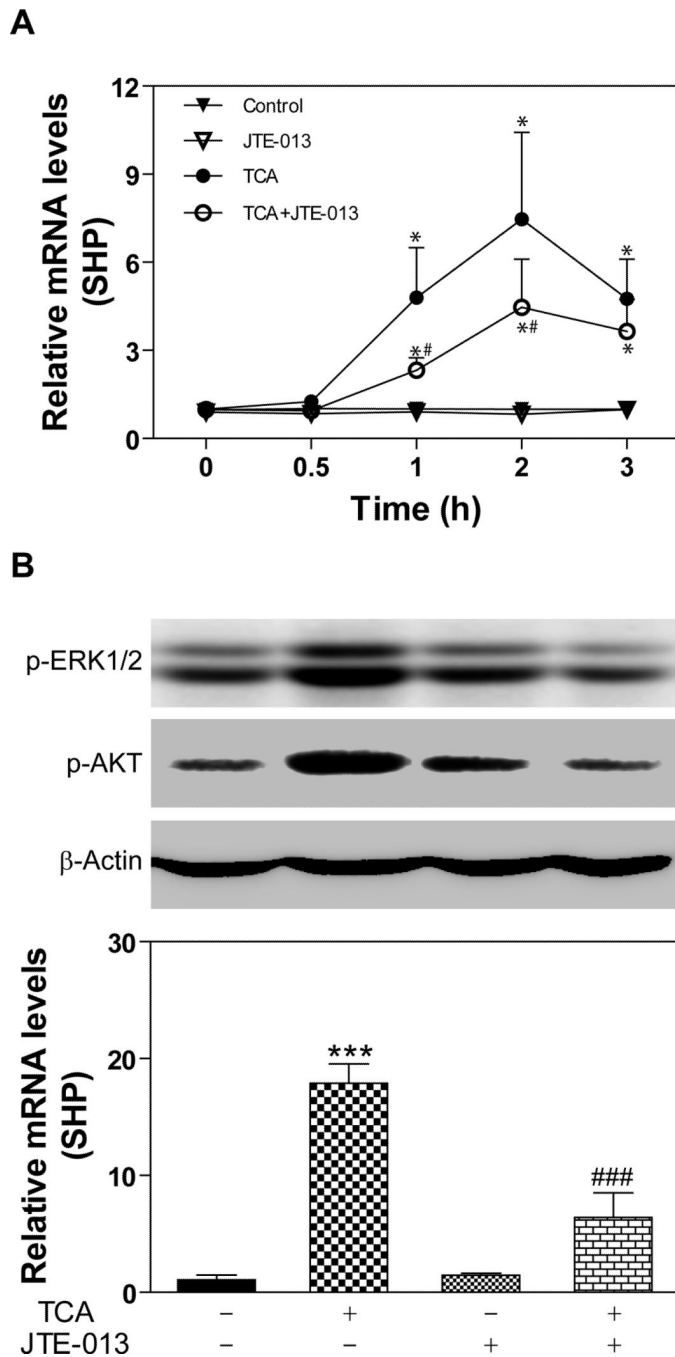 A
Relative mRNA levels
(SHP)
12
9
6
3
0
Control
JTE-013
TCA
TCA+JTE-013
*
*
*
*#
*#
*
0 0.5 1 2 3
Time (h)
B
p-ERK1/2
p-AKT
β-Actin
Relative mRNA levels
(SHP)
30
20
10
0
***
###
TCA – + – +
JTE-013 – – + +